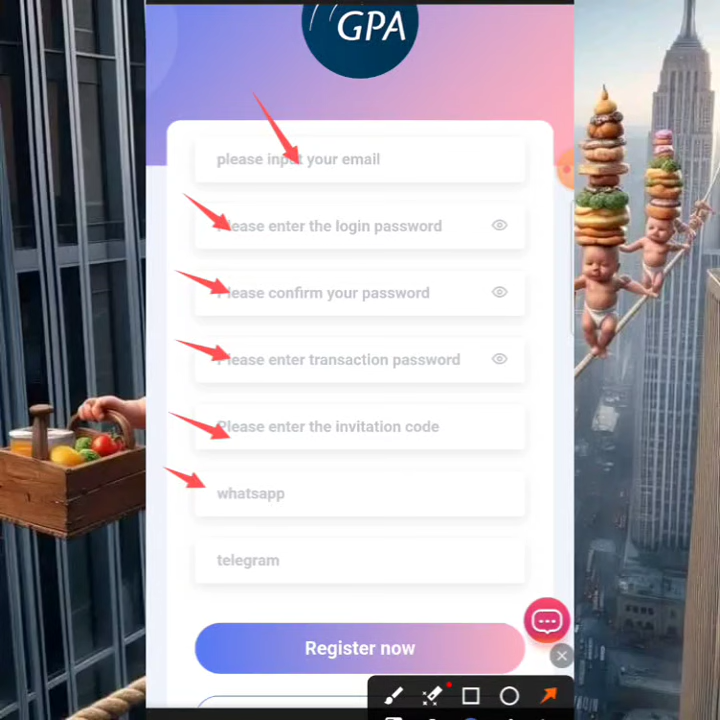 GPA
please input your email
Please enter the login password
Please confirm your password
Please enter transaction password
Please enter the invitation code
whatsapp
telegram
Register now